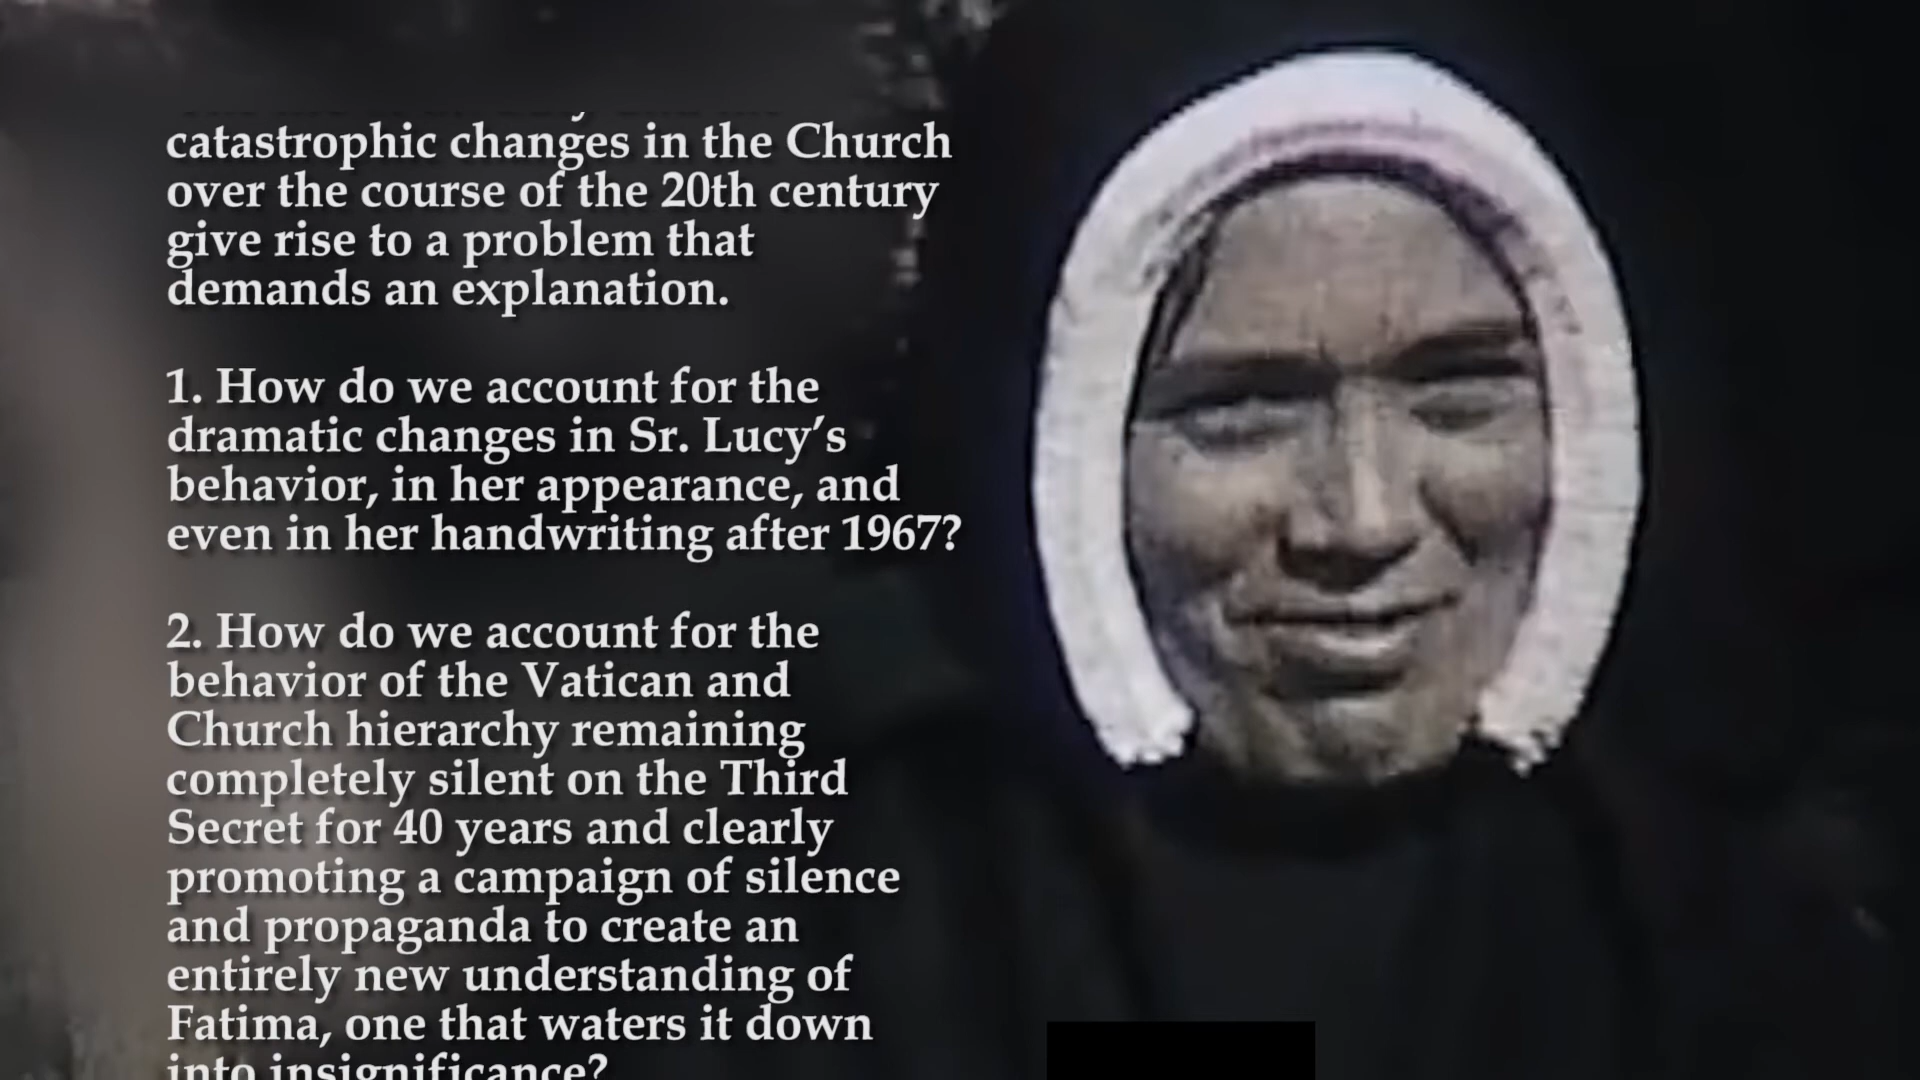 catastrophic changes in the Church
over the course of the 20th century
give rise to a problem that
demands an explanation.
1. How do we account for the
dramatic changes in Sr. Lucy’s
behavior, in her appearance, and
even in her handwriting after 1967?
2. How do we account for the
behavior of the Vatican and
Church hierarchy remaining
completely silent on the Third
Secret for 40 years and clearly
promoting a campaign of silence
and propaganda to create an
entirely new understanding of
Fatima, one that waters it down
into insignificance?